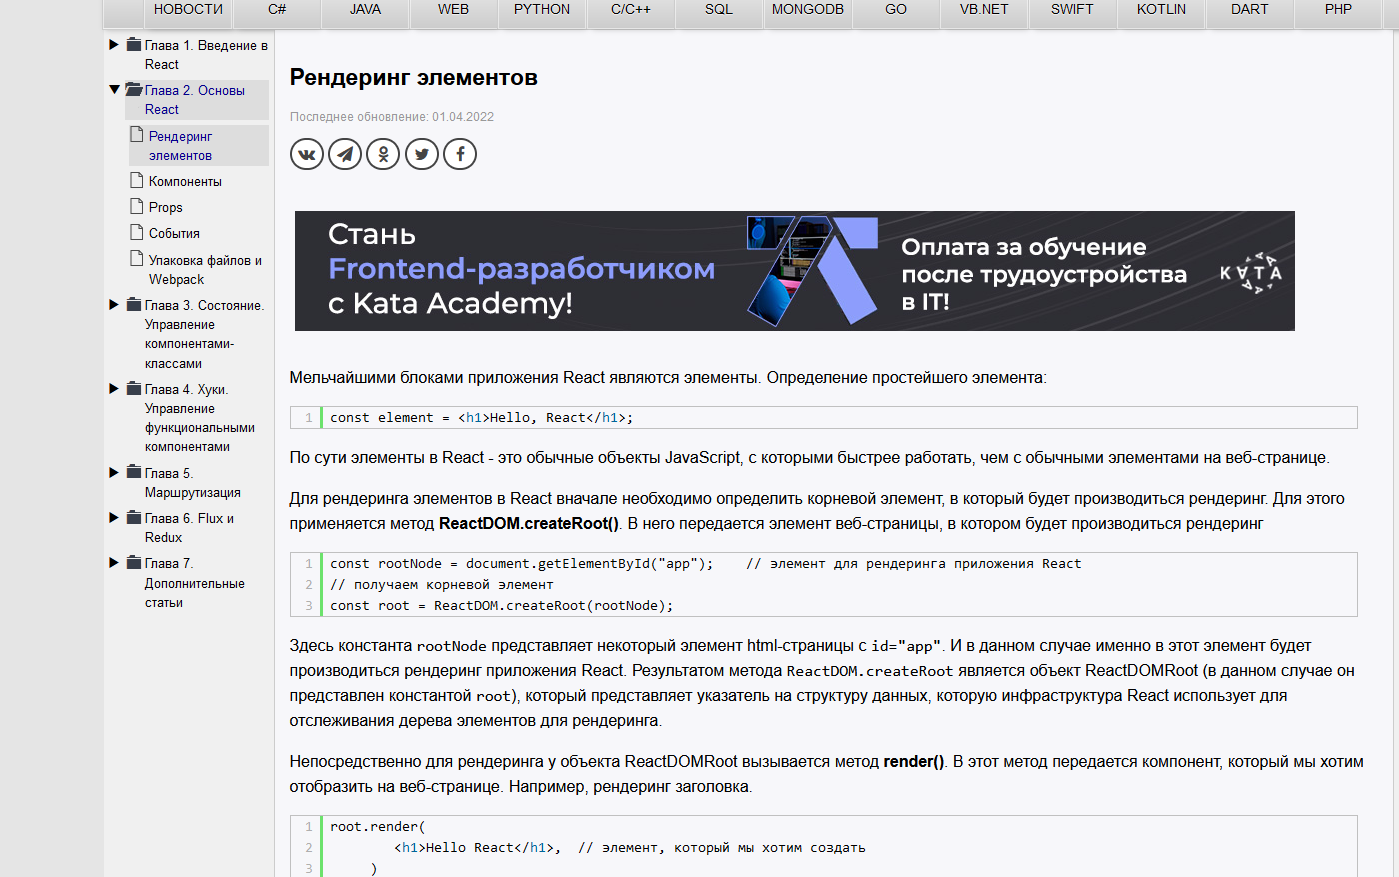 НОВОСТИ C# JAVA WEB PYTHON C/C++ SQL MONGODB GO VB.NET SWIFT KOTLIN DART PHP
Глава 1. Введение в
React
Глава 2. Основы
React
Рендеринг
элементов
Компоненты
Props
События
Упаковка файлов и
Webpack
Глава 3. Состояние.
Управление
компонентами-
классами
Глава 4. Хуки.
Управление
функциональными
компонентами
Глава 5.
Маршрутизация
Глава 6. Flux и
Redux
Глава 7.
Дополнительные
статьи
Рендеринг элементов
Последнее обновление: 01.04.2022
Стань
Frontend-разработчиком
с Kata Academy!
Оплата за обучение
после трудоустройства
в IT!
KATA
Мельчайшими блоками приложения React являются элементы. Определение простейшего элемента:
1 const element = <h1>Hello, React</h1>;
По сути элементы в React - это обычные объекты JavaScript, с которыми быстрее работать, чем с обычными элементами на веб-странице.
Для рендеринга элементов в React вначале необходимо определить корневой элемент, в который будет производиться рендеринг. Для этого
применяется метод ReactDOM.createRoot(). В него передается элемент веб-страницы, в котором будет производиться рендеринг
1 const rootNode = document.getElementById("app");    // элемент для рендеринга приложения React
2 // получаем корневой элемент
3 const root = ReactDOM.createRoot(rootNode);
Здесь константа rootNode представляет некоторый элемент html-страницы с id="app". И в данном случае именно в этот элемент будет
производиться рендеринг приложения React. Результатом метода ReactDOM.createRoot является объект ReactDOMRoot (в данном случае он
представлен константой root), который представляет указатель на структуру данных, которую инфраструктура React использует для
отслеживания дерева элементов для рендеринга.
Непосредственно для рендеринга у объекта ReactDOMRoot вызывается метод render(). В этот метод передается компонент, который мы хотим
отобразить на веб-странице. Например, рендеринг заголовка.
1 root.render(
2         <h1>Hello React</h1>,  // элемент, который мы хотим создать
3      )